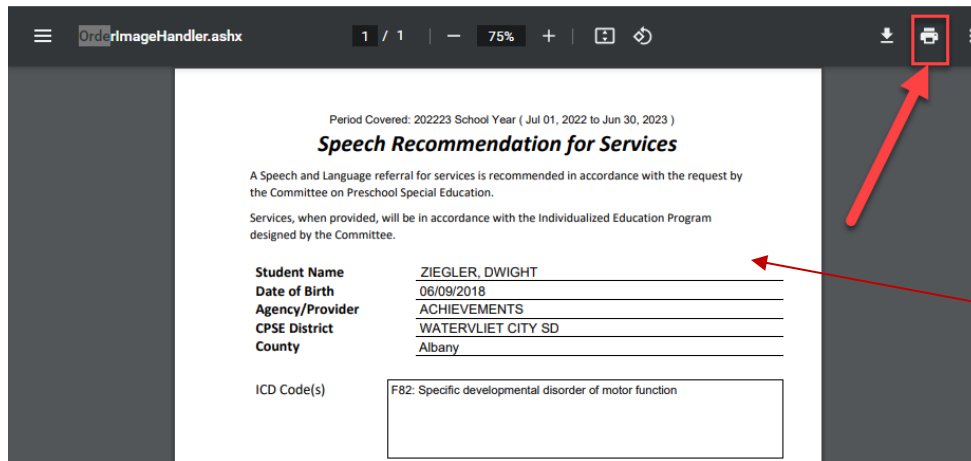 OrderImageHandler.ashx 1 / 1 75%
Period Covered: 202223 School Year ( Jul 01, 2022 to Jun 30, 2023 )
Speech Recommendation for Services
A Speech and Language referral for services is recommended in accordance with the request by
the Committee on Preschool Special Education.
Services, when provided, will be in accordance with the Individualized Education Program
designed by the Committee.
Student Name ZIEGLER, DWIGHT
Date of Birth 06/09/2018
Agency/Provider ACHIEVEMENTS
CPSE District WATERVLIET CITY SD
County Albany
ICD Code(s) F82: Specific developmental disorder of motor function